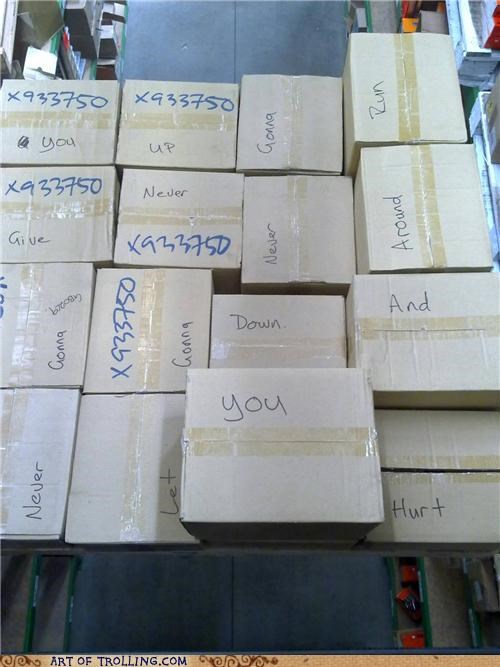 X933750
you
X933750
UP
Gonna
Run
X933750
Give
Never
X933750
Never
Around
Gonna
X933750
Gonna
Down.
And
Never
Let
you
Hurt
ART OF TROLLING.COM